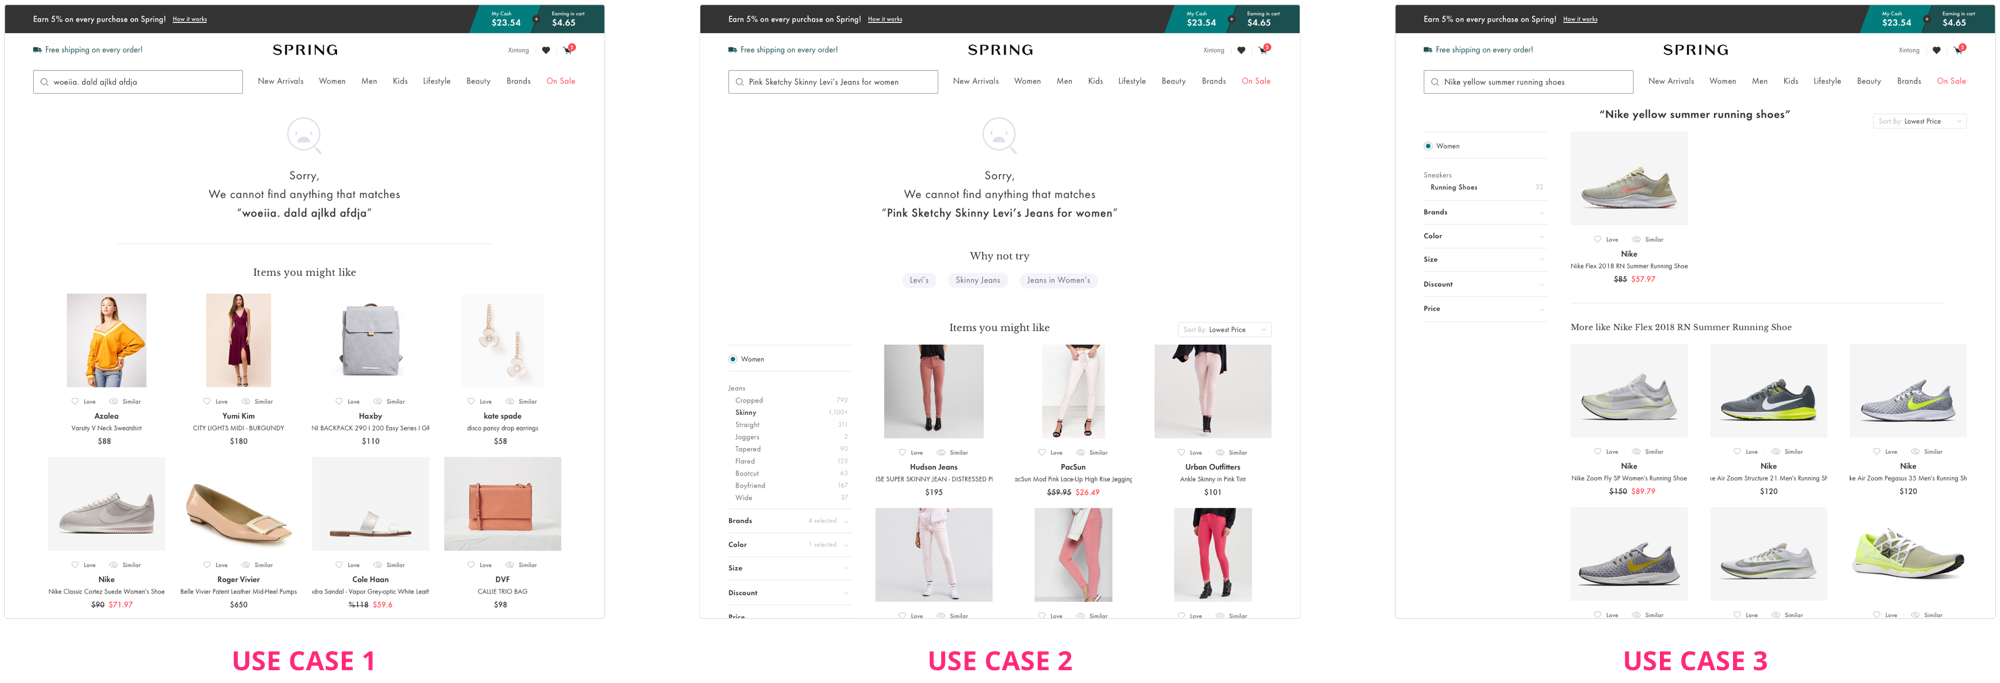 Earn 5% on every purchase on Spring! How it works
My Cash
$23.54
+
Earning in cart
$4.65
Free shipping on every order!
SPRING
Xintong
5
woeiia. dald ajlkd afdja
New Arrivals Women Men Kids Lifestyle Beauty Brands On Sale
Sorry,
We cannot find anything that matches
“woeiia. dald ajlkd afdja”
Items you might like
Love Similar Love Similar Love Similar Love Similar
Azalea Yumi Kim Haxby kate spade
Varsity V Neck Sweatshirt CITY LIGHTS MIDI - BURGUNDY NI BACKPACK 290 I 200 Easy Series I GR disco pansy drop earrings
$88 $180 $110 $58
Love Similar Love Similar Love Similar Love Similar
Nike Roger Vivier Cole Haan DVF
Nike Classic Cortez Suede Women's Shoe Belle Vivier Patent Leather Mid-Heel Pumps dra Sandal - Vapor Grey-optic White Leath CALLIE TRIO BAG
$90 $71.97 $650 %118 $59.6 $98
USE CASE 1
Earn 5% on every purchase on Spring! How it works
My Cash
$23.54
+
Earning in cart
$4.65
Free shipping on every order!
SPRING
Xintong
5
Pink Sketchy Skinny Levi’s Jeans for women
New Arrivals Women Men Kids Lifestyle Beauty Brands On Sale
Sorry,
We cannot find anything that matches
“Pink Sketchy Skinny Levi’s Jeans for women”
Why not try
Levi's Skinny Jeans Jeans in Women's
Items you might like
Sort By: Lowest Price
Women
Jeans
Cropped 792
Skinny 1,100+
Straight 311
Joggers 2
Tapered 90
Flared 125
Bootcut 63
Boyfriend 167
Wide 37
Brands 4 selected
Color 1 selected
Size
Discount
Price
Love Similar Love Similar Love Similar
Hudson Jeans PacSun Urban Outfitters
ISE SUPER SKINNY JEAN - DISTRESSED PI acSun Mod Pink Lace-Up High Rise Jegging Ankle Skinny in Pink Tint
$195 $59.95 $26.49 $101
Love Similar Love Similar Love Similar
USE CASE 2
Earn 5% on every purchase on Spring! How it works
My Cash
$23.54
+
Earning in cart
$4.65
Free shipping on every order!
SPRING
Xintong
5
Nike yellow summer running shoes
New Arrivals Women Men Kids Lifestyle Beauty Brands On Sale
“Nike yellow summer running shoes”
Sort By: Lowest Price
Women
Sneakers
Running Shoes 32
Brands
Color
Size
Discount
Price
Love Similar
Nike
Nike Flex 2018 RN Summer Running Shoe
$85 $57.97
More like Nike Flex 2018 RN Summer Running Shoe
Love Similar Love Similar Love Similar
Nike Nike Nike
Nike Zoom Fly SP Women's Running Shoe ke Air Zoom Structure 21 Men's Running Sh ke Air Zoom Pegasus 35 Men's Running Sh
$150 $89.79 $120 $120
Love Similar Love Similar Love Similar
USE CASE 3